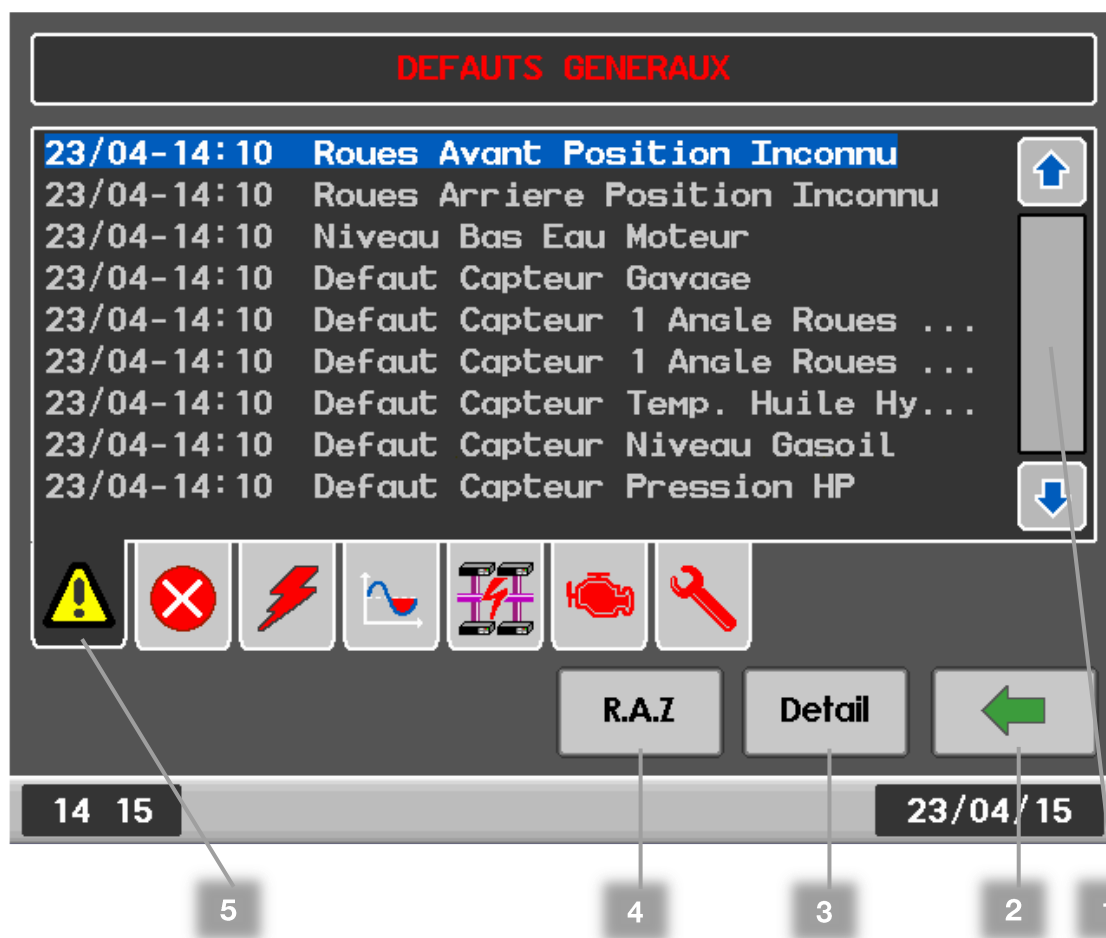 DEFAUTS GENERAUX
23/04-14:10 Roues Avant Position Inconnu
23/04-14:10 Roues Arriere Position Inconnu
23/04-14:10 Niveau Bas Eau Moteur
23/04-14:10 Defaut Capteur Gavage
23/04-14:10 Defaut Capteur 1 Angle Roues ...
23/04-14:10 Defaut Capteur 1 Angle Roues ...
23/04-14:10 Defaut Capteur Temp. Huile Hy...
23/04-14:10 Defaut Capteur Niveau Gasoil
23/04-14:10 Defaut Capteur Pression HP
R.A.Z Detail
14 15 23/04/15
5 4 3 2 1